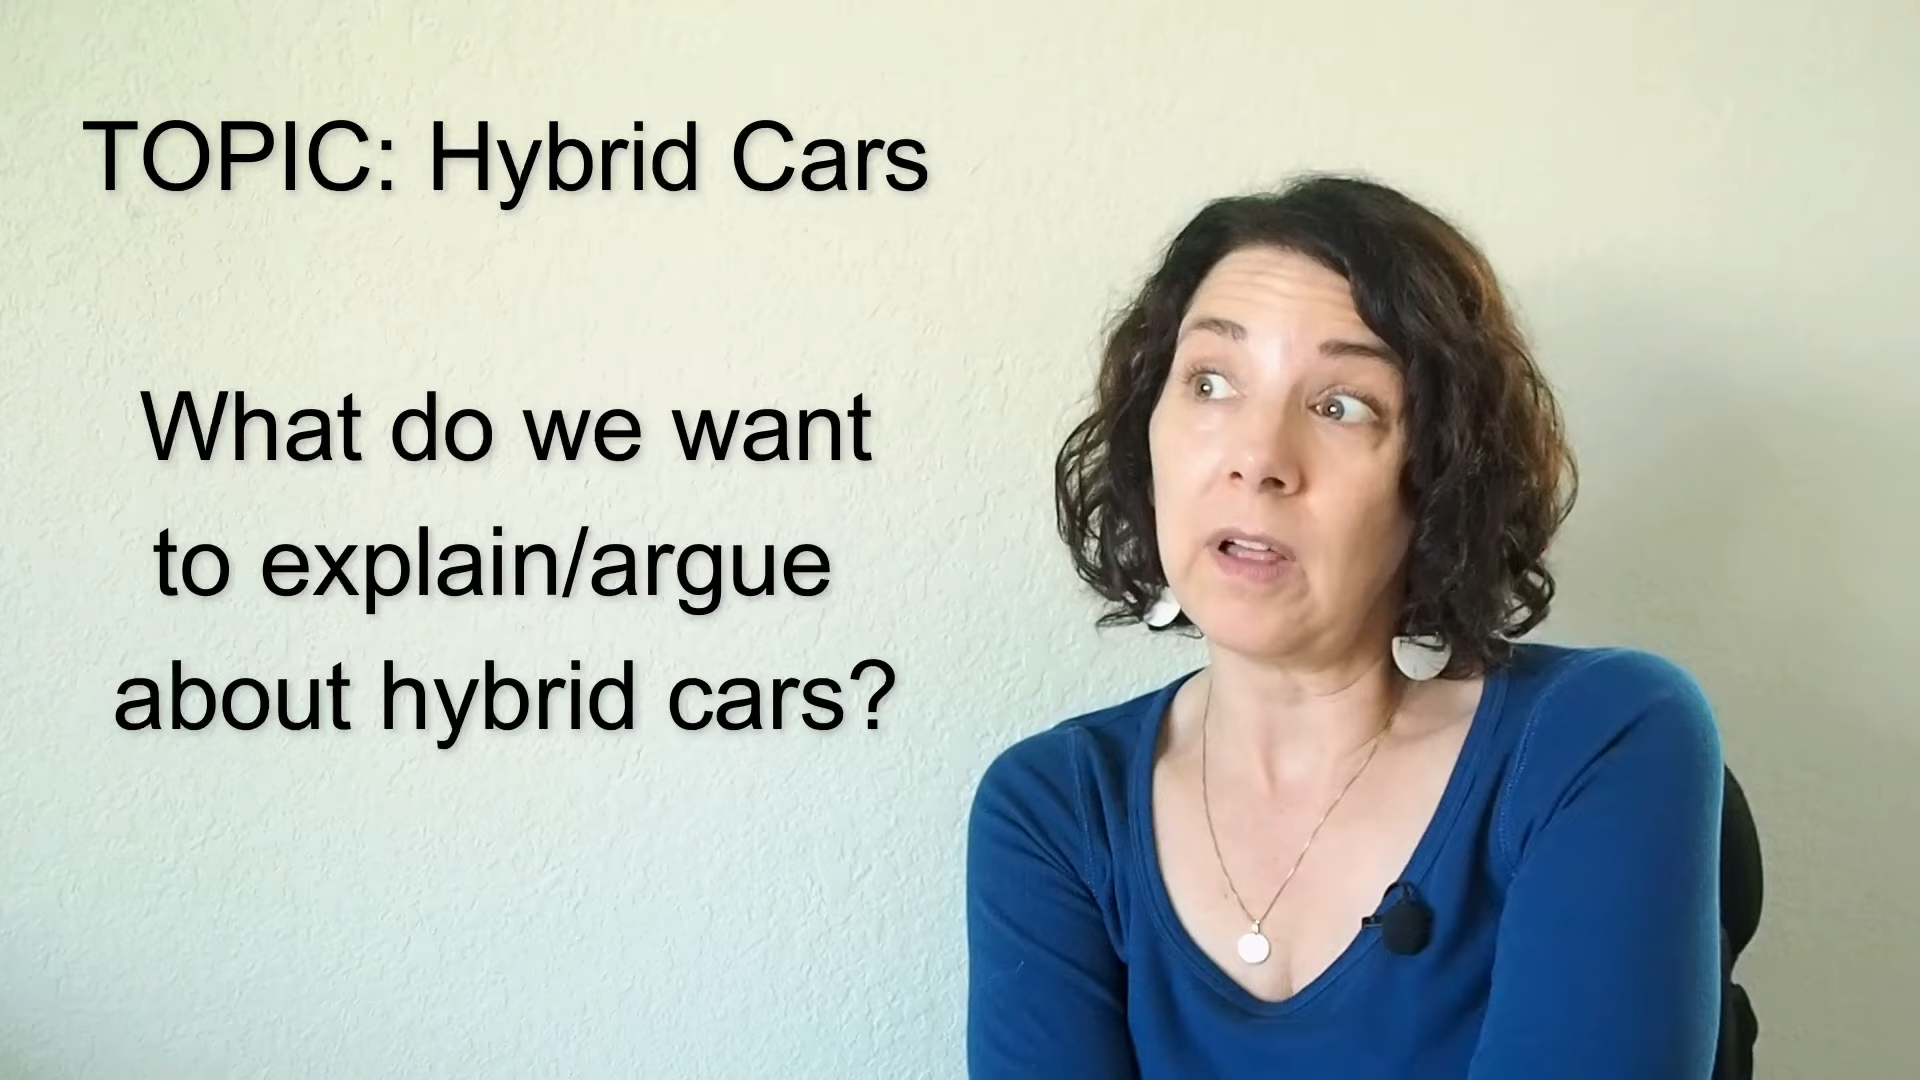 TOPIC: Hybrid Cars
What do we want
to explain/argue
about hybrid cars?